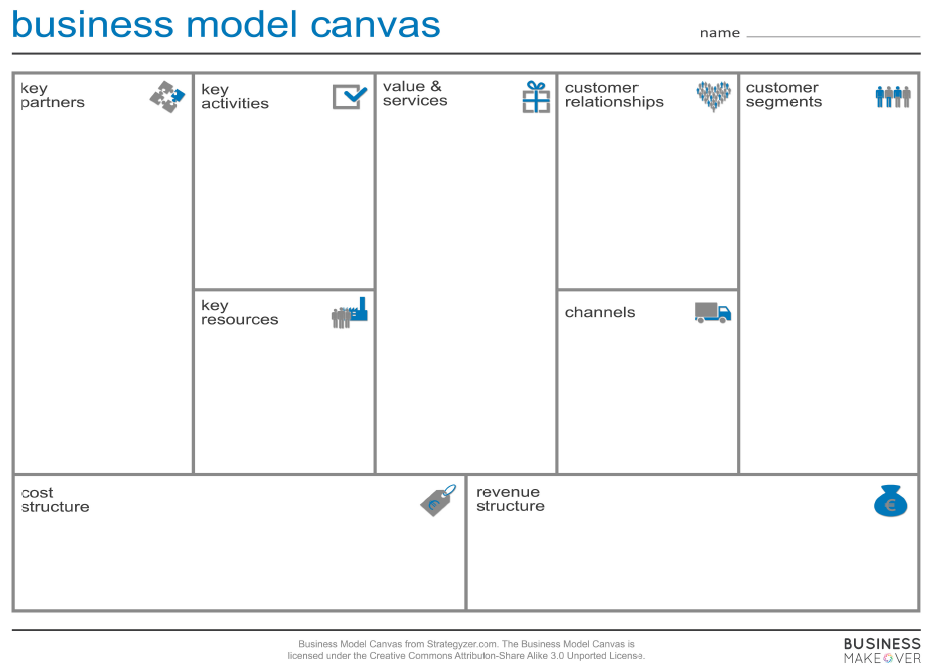 business model canvas
name
key
partners
key
activities
value &
services
customer
relationships
customer
segments
key
resources
channels
cost
structure
€
revenue
structure
€
Business Model Canvas from Strategyzer.com. The Business Model Canvas is
licensed under the Creative Commons Attributon-Share Alike 3.0 Unported License.
BUSINESS
MAKEOVER